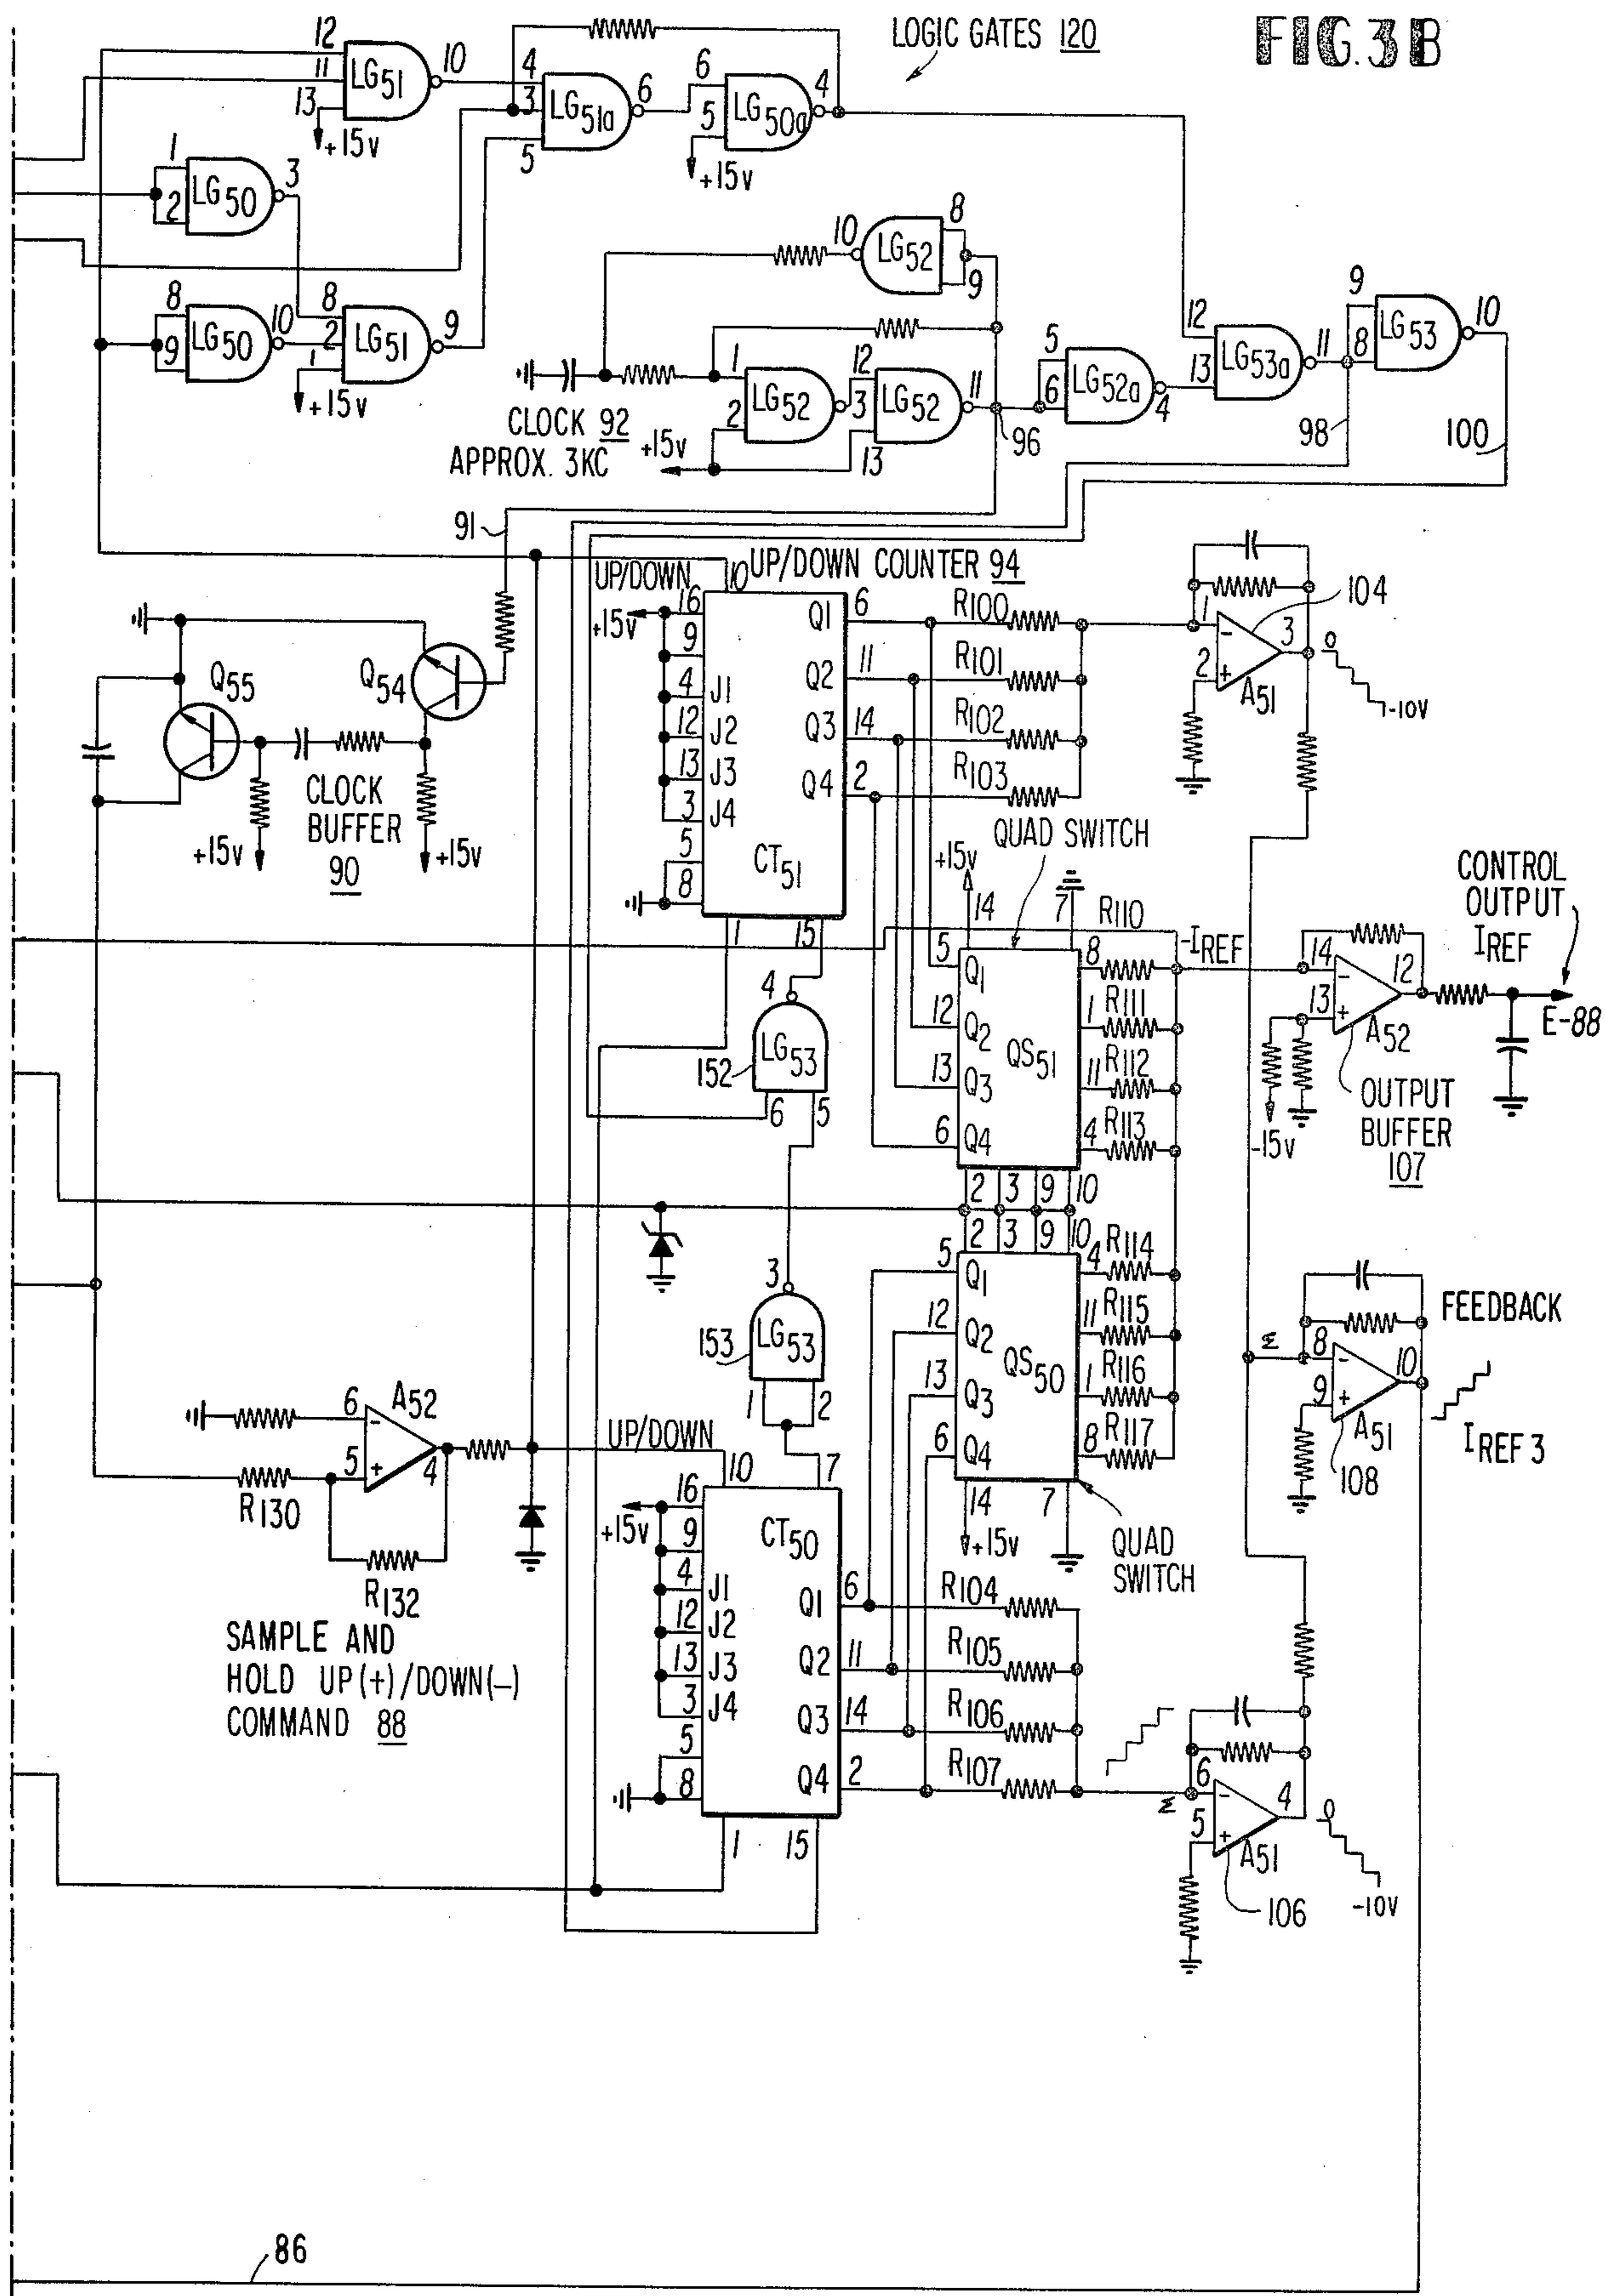 LOGIC GATES 120
FIG. 3B
12
11
13
LG51
10
+15v
4
3
5
LG51a
6
6
5
LG50a
4
+15v
1
2
LG50
3
8
9
LG50
10
8
2
1
LG51
9
+15v
10
LG52
8
9
1
2
LG52
3
12
13
LG52
11
CLOCK 92
APPROX. 3KC
+15v
96
5
6
LG52a
4
12
13
LG53a
11
9
8
LG53
10
98
100
91
UP/DOWN
10
UP/DOWN COUNTER 94
+15v
16
9
4 J1
12 J2
13 J3
3 J4
5
8
CT51
Q1 6
Q2 11
Q3 14
Q4 2
1
15
R100
R101
R102
R103
1
2
-
+
3
A51
104
0
-10V
Q55
Q54
CLOCK
BUFFER
90
+15v
+15v
QUAD SWITCH
+15v
14
7
R110
-IREF
5 Q1 8
12 Q2 1 R111
13 Q3 11 R112
6 Q4 4 R113
QS51
14
13
-
+
12
A52
-15v
OUTPUT
BUFFER
107
CONTROL
OUTPUT
IREF
E-88
4
LG53
152
6
5
2 3 9 10
2 3 9 10
5 Q1 4 R114
12 Q2 11 R115
13 Q3 1 R116
6 Q4 8 R117
QS50
14
7
+15v
QUAD
SWITCH
3
LG53
153
1
2
Σ
8
9
-
+
10
A51
108
FEEDBACK
IREF 3
6
5
-
+
A52
4
R130
R132
SAMPLE AND
HOLD UP(+)/DOWN(-)
COMMAND 88
UP/DOWN
10
7
+15v
16
9
4 J1
12 J2
13 J3
3 J4
5
8
CT50
Q1 6
Q2 11
Q3 14
Q4 2
1
15
R104
R105
R106
R107
Σ
6
5
-
+
4
A51
106
0
-10V
86